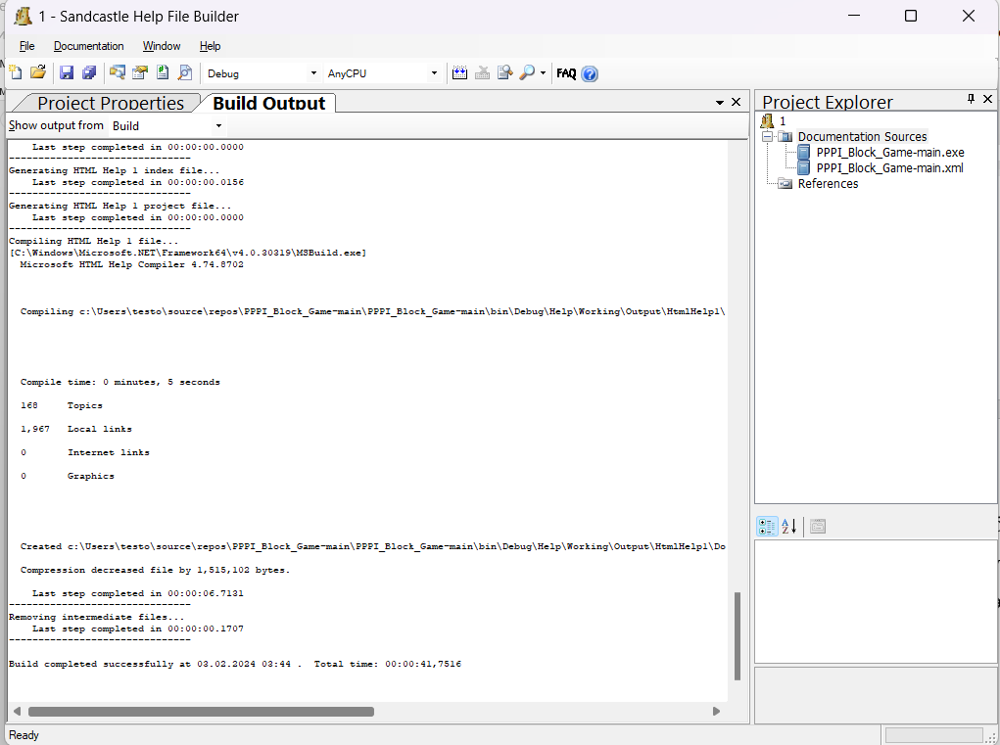 1 - Sandcastle Help File Builder
File Documentation Window Help
Debug AnyCPU FAQ
Project Properties Build Output
Show output from Build
Last step completed in 00:00:00.0000
-------------------------------
Generating HTML Help 1 index file...
Last step completed in 00:00:00.0156
-------------------------------
Generating HTML Help 1 project file...
Last step completed in 00:00:00.0000
-------------------------------
Compiling HTML Help 1 file...
[C:\Windows\Microsoft.NET\Framework64\v4.0.30319\MSBuild.exe]
Microsoft HTML Help Compiler 4.74.8702
Compiling c:\Users\testo\source\repos\PPPI_Block_Game-main\PPPI_Block_Game-main\bin\Debug\Help\Working\Output\HtmlHelp1\
Compile time: 0 minutes, 5 seconds
168 Topics
1,967 Local links
0 Internet links
0 Graphics
Created c:\Users\testo\source\repos\PPPI_Block_Game-main\PPPI_Block_Game-main\bin\Debug\Help\Working\Output\HtmlHelp1\Do
Compression decreased file by 1,515,102 bytes.
Last step completed in 00:00:06.7131
-------------------------------
Removing intermediate files...
Last step completed in 00:00:00.1707
-------------------------------
Build completed successfully at 03.02.2024 03:44 . Total time: 00:00:41,7516
Ready
Project Explorer
1
Documentation Sources
PPPI_Block_Game-main.exe
PPPI_Block_Game-main.xml
References